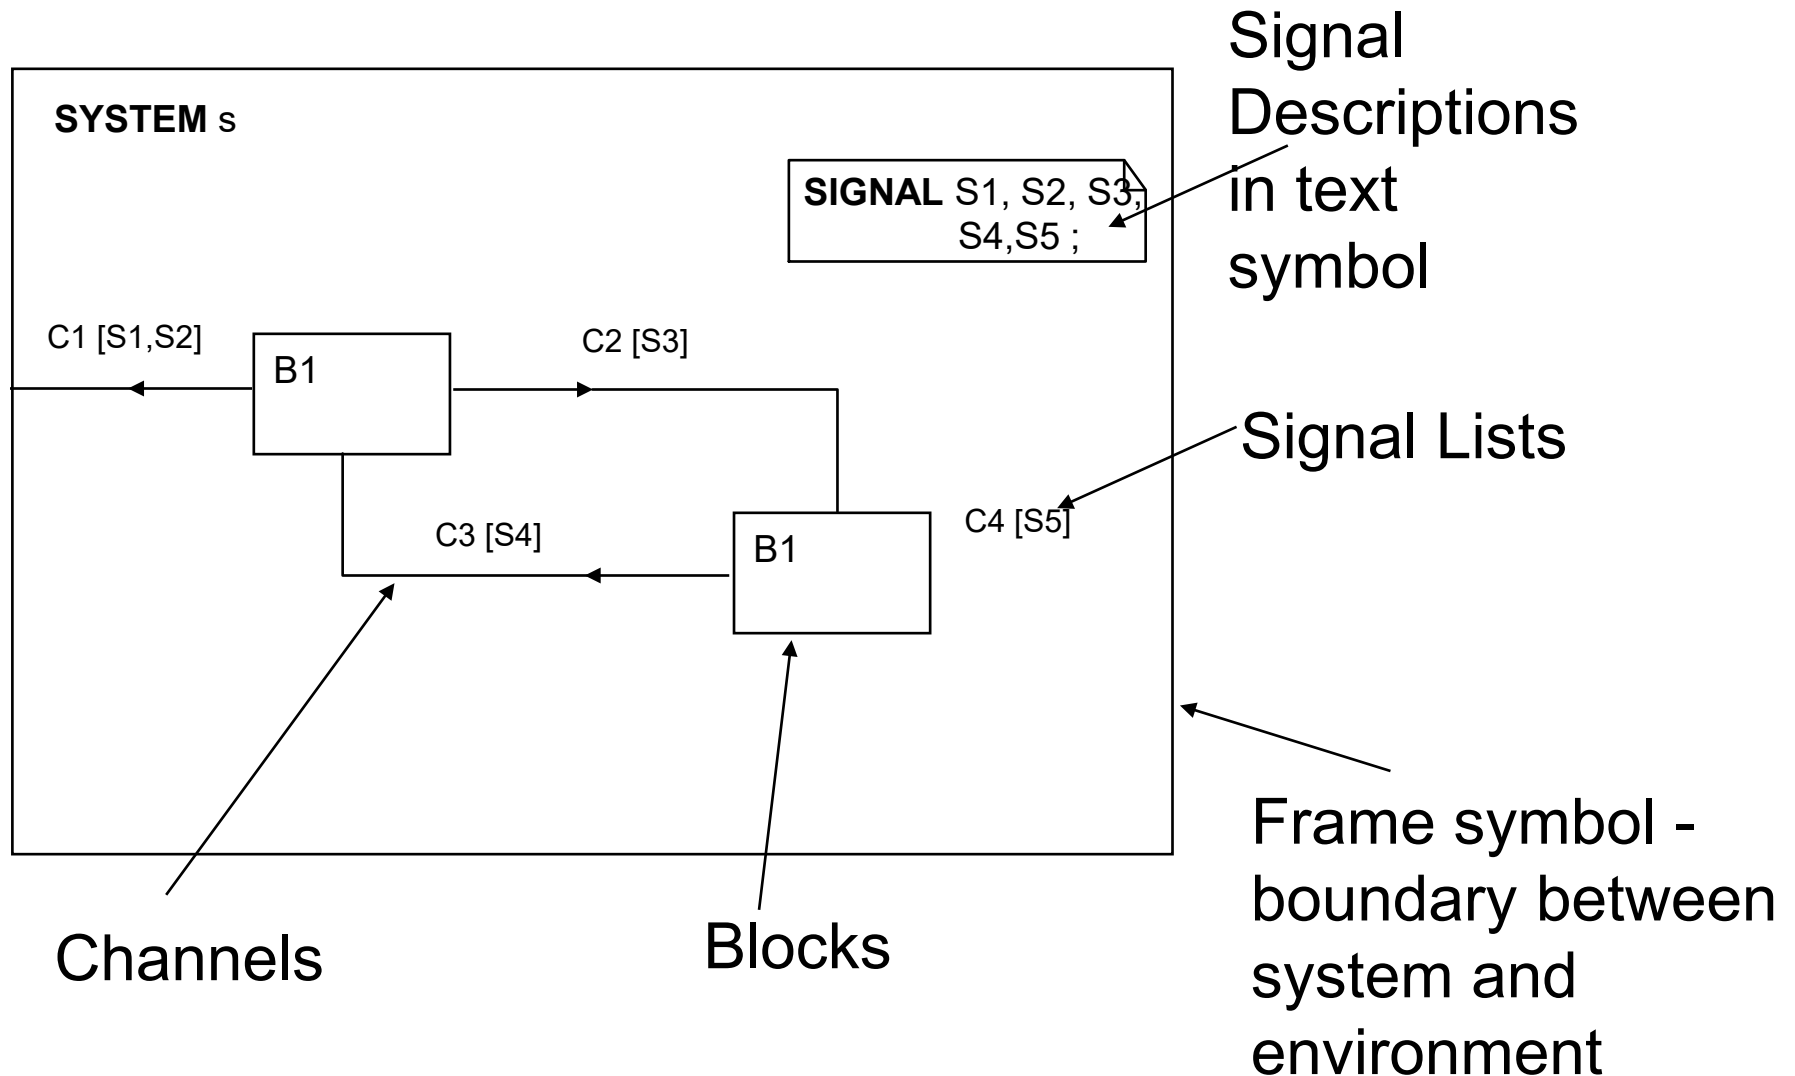 SYSTEM s
SIGNAL S1, S2, S3,
S4,S5 ;
Signal
Descriptions
in text
symbol
C1 [S1,S2]
B1
C2 [S3]
Signal Lists
C3 [S4]
B1
C4 [S5]
Channels
Blocks
Frame symbol -
boundary between
system and
environment